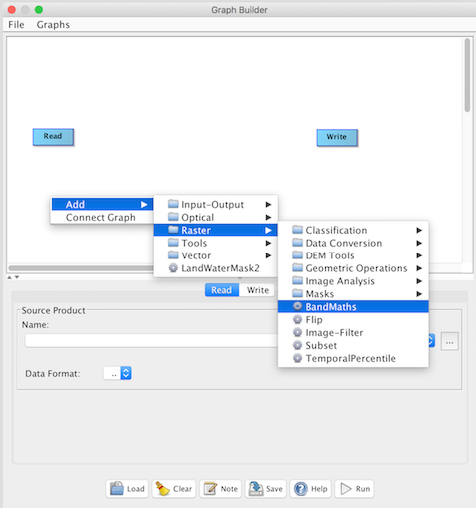 Graph Builder
File Graphs
Read Write
Add
Connect Graph
Input-Output
Optical
Raster
Tools
Vector
LandWaterMask2
Classification
Data Conversion
DEM Tools
Geometric Operations
Image Analysis
Masks
BandMaths
Flip
Image-Filter
Subset
TemporalPercentile
Read Write
Source Product
Name:
...
Data Format: ..
Load Clear Note Save Help Run